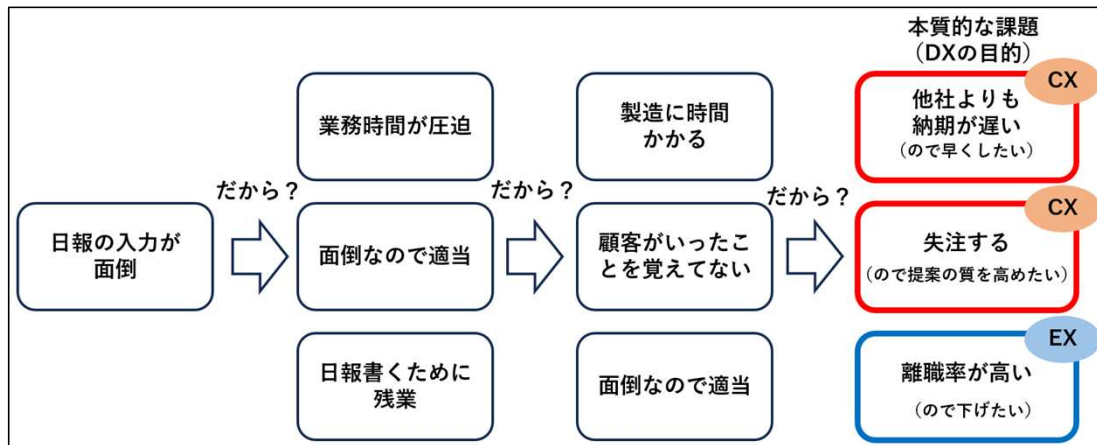 本質的な課題
（DXの目的）
業務時間が圧迫
製造に時間
かかる
CX
他社よりも
納期が遅い
（ので早くしたい）
だから？
だから？
だから？
日報の入力が
面倒
面倒なので適当
顧客がいったこ
とを覚えてない
CX
失注する
（ので提案の質を高めたい）
日報書くために
残業
面倒なので適当
EX
離職率が高い
（ので下げたい）